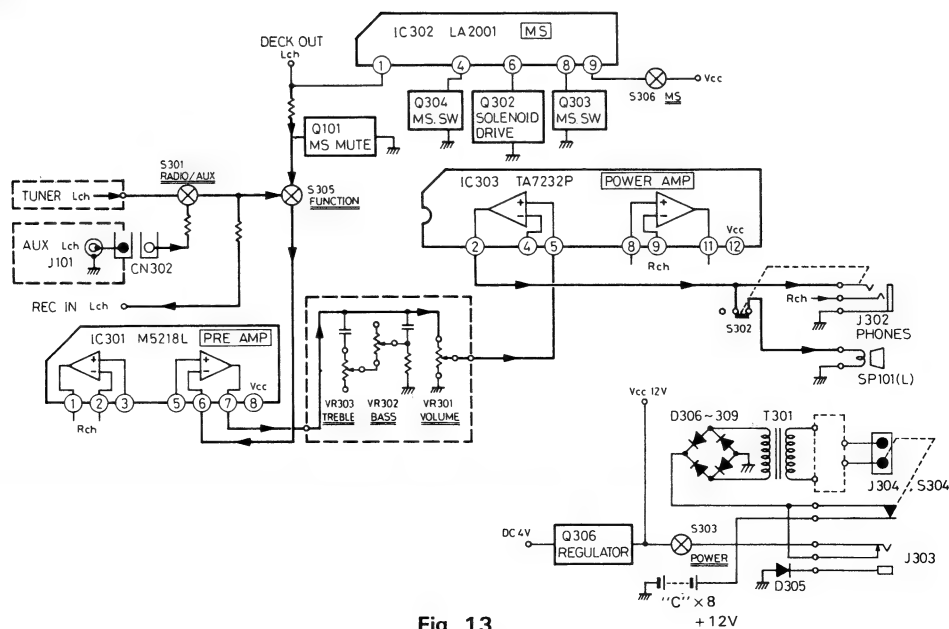 DECK OUT
Lch
IC302 LA2001 MS
1 4 6 8 9
Q304
MS. SW
Q302
SOLENOID
DRIVE
Q303
MS. SW
S306 MS
Vcc
Q101
MS MUTE
S301
RADIO/AUX
TUNER Lch
S305
FUNCTION
AUX Lch
J101
CN302
REC IN Lch
IC303 TA7232P POWER AMP
Vcc
2 4 5 8 9 11 12
Rch
Rch
S302
J302
PHONES
SP101(L)
IC301 M5218L PRE AMP
Vcc
1 2 3 5 6 7 8
Rch
VR303
TREBLE
VR302
BASS
VR301
VOLUME
Vcc 12V
D306~309
T301
J304
S304
DC 4V
Q306
REGULATOR
S303
POWER
J303
D305
"C" × 8
+12V
Fig. 13